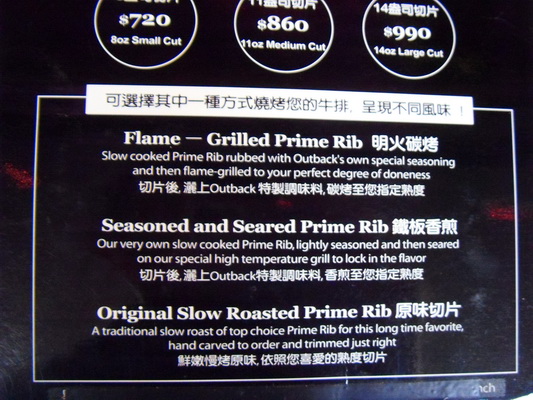 $720
8oz Small Cut
11盎司切片
$860
11oz Medium Cut
14盎司切片
$990
14oz Large Cut
可選擇其中一種方式燒烤您的牛排, 呈現不同風味!
Flame — Grilled Prime Rib 明火碳烤
Slow cooked Prime Rib rubbed with Outback's own special seasoning
and then flame-grilled to your perfect degree of doneness
切片後, 灑上Outback 特製調味料, 碳烤至您指定熟度
Seasoned and Seared Prime Rib 鐵板香煎
Our very own slow cooked Prime Rib, lightly seasoned and then seared
on our special high temperature grill to lock in the flavor
切片後, 灑上Outback特製調味料, 香煎至您指定熟度
Original Slow Roasted Prime Rib 原味切片
A traditional slow roast of top choice Prime Rib for this long time favorite,
hand carved to order and trimmed just right
鮮嫩慢烤原味, 依照您喜愛的熟度切片